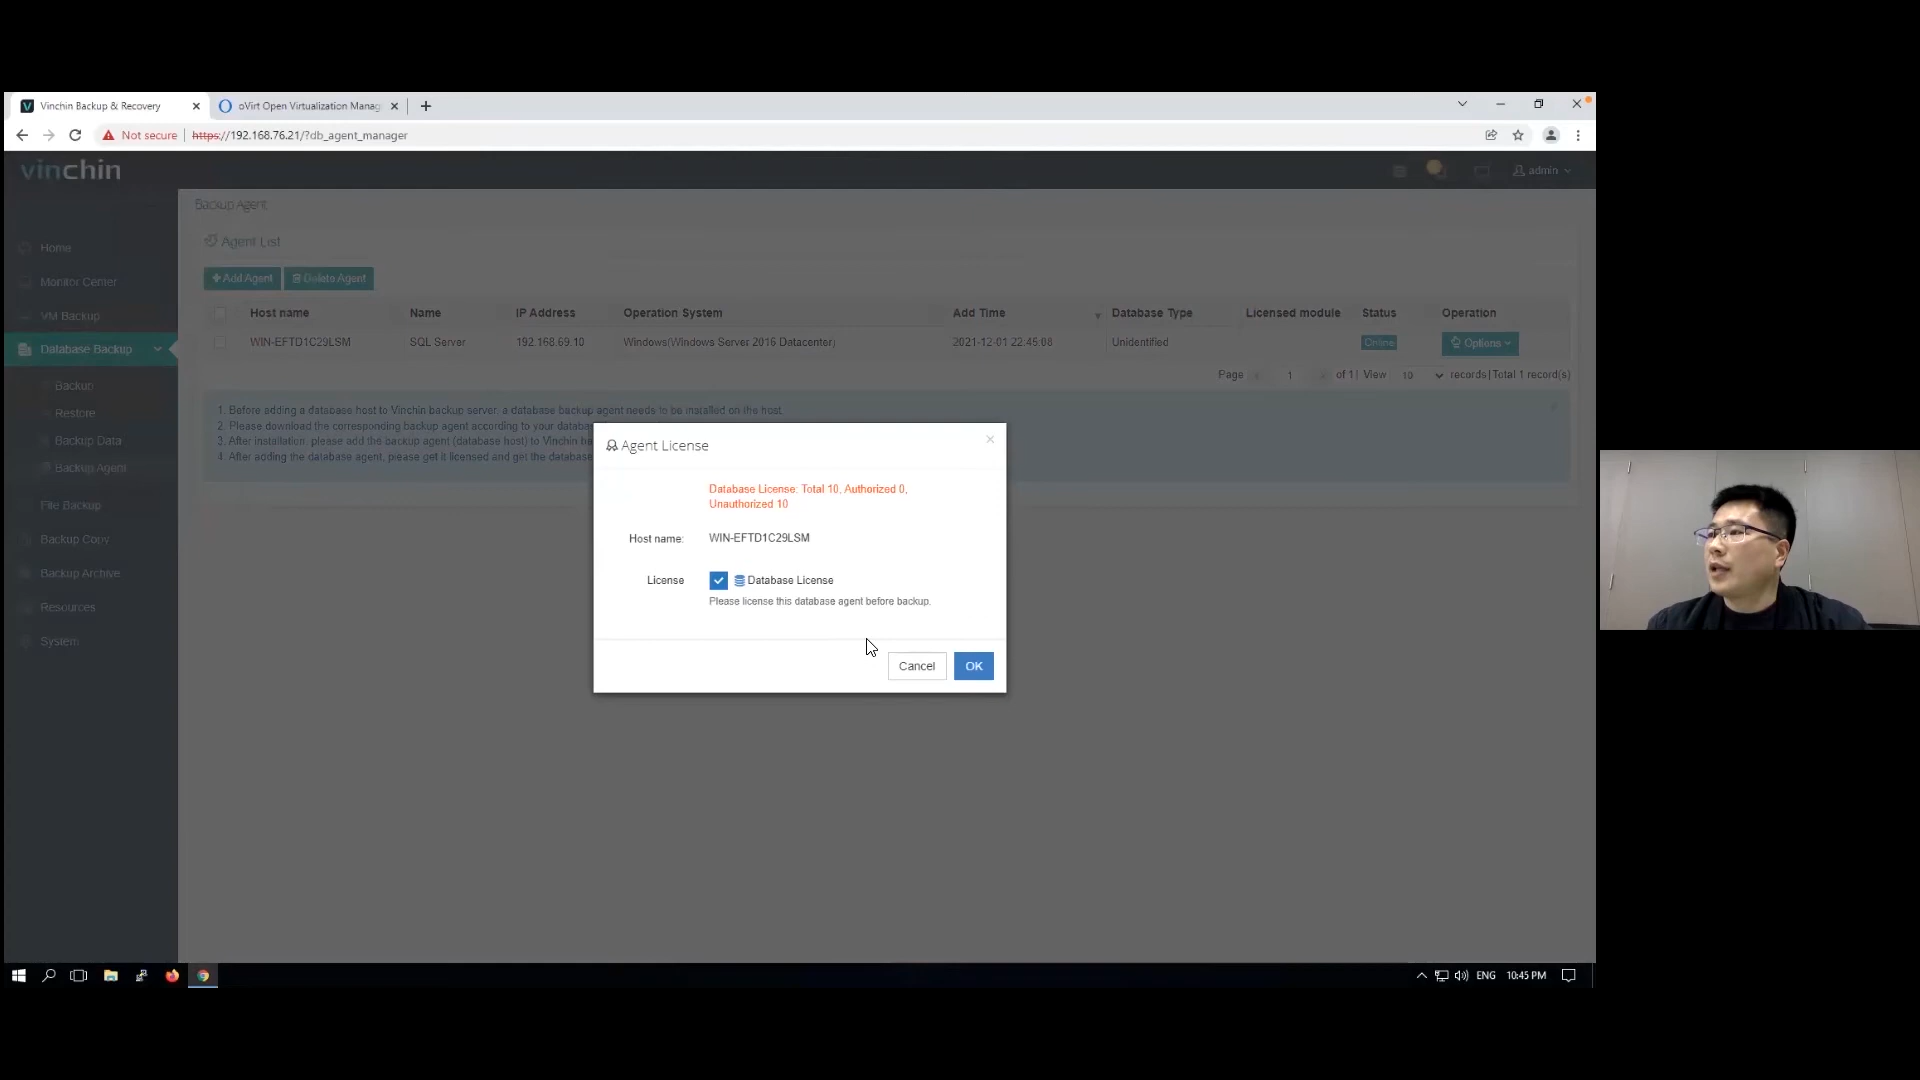 Vinchin Backup & Recovery
oVirt Open Virtualization Manag
Not secure https://192.168.76.21/?db_agent_manager
vinchin
admin
Backup Agent
Home
Monitor Center
VM Backup
Database Backup
Backup
Restore
Backup Data
Backup Agent
File Backup
Backup Copy
Backup Archive
Resources
System
Agent List
Add Agent Delete Agent
Host name Name IP Address Operation System Add Time Database Type Licensed module Status Operation
WIN-EFTD1C29LSM SQL Server 192.168.69.10 Windows(Windows Server 2016 Datacenter) 2021-12-01 22:45:08 Unidentified Online Options
Page 1 of 1 | View 10 records | Total 1 record(s)
1. Before adding a database host to Vinchin backup server, a database backup agent needs to be installed on the host.
2. Please download the corresponding backup agent according to your databas
3. After installation, please add the backup agent (database host) to Vinchin ba
4. After adding the database agent, please get it licensed and get the database
Agent License
Database License: Total 10, Authorized 0,
Unauthorized 10
Host name: WIN-EFTD1C29LSM
License Database License
Please license this database agent before backup.
Cancel OK
ENG 10:45 PM